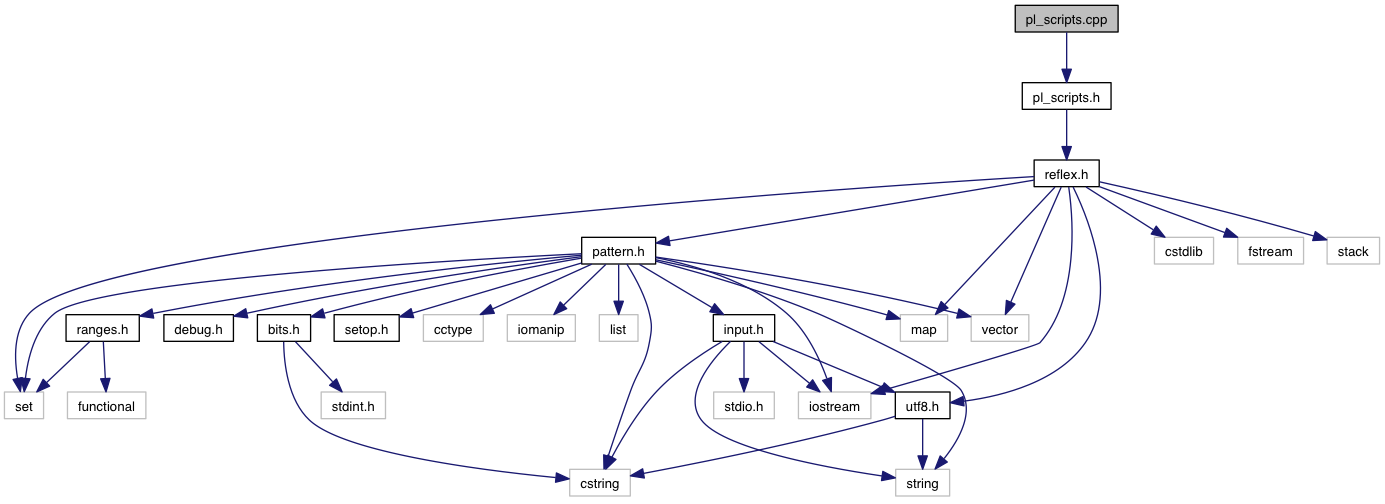 pl_scripts.cpp
pl_scripts.h
reflex.h
pattern.h
cstdlib
fstream
stack
ranges.h
debug.h
bits.h
setop.h
cctype
iomanip
list
input.h
map
vector
set
functional
stdint.h
stdio.h
iostream
utf8.h
cstring
string